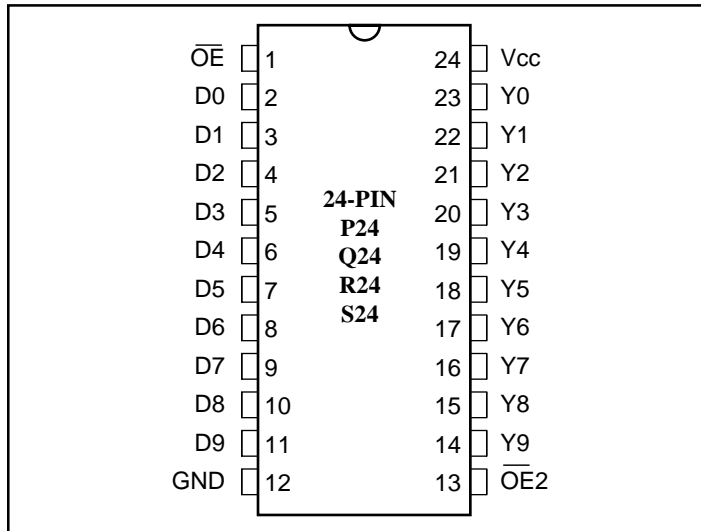 O̅E̅ 1 24 Vcc
D0 2 23 Y0
D1 3 22 Y1
D2 4 21 Y2
D3 5 20 Y3
D4 6 19 Y4
D5 7 18 Y5
D6 8 17 Y6
D7 9 16 Y7
D8 10 15 Y8
D9 11 14 Y9
GND 12 13 O̅E̅2
24-PIN
P24
Q24
R24
S24